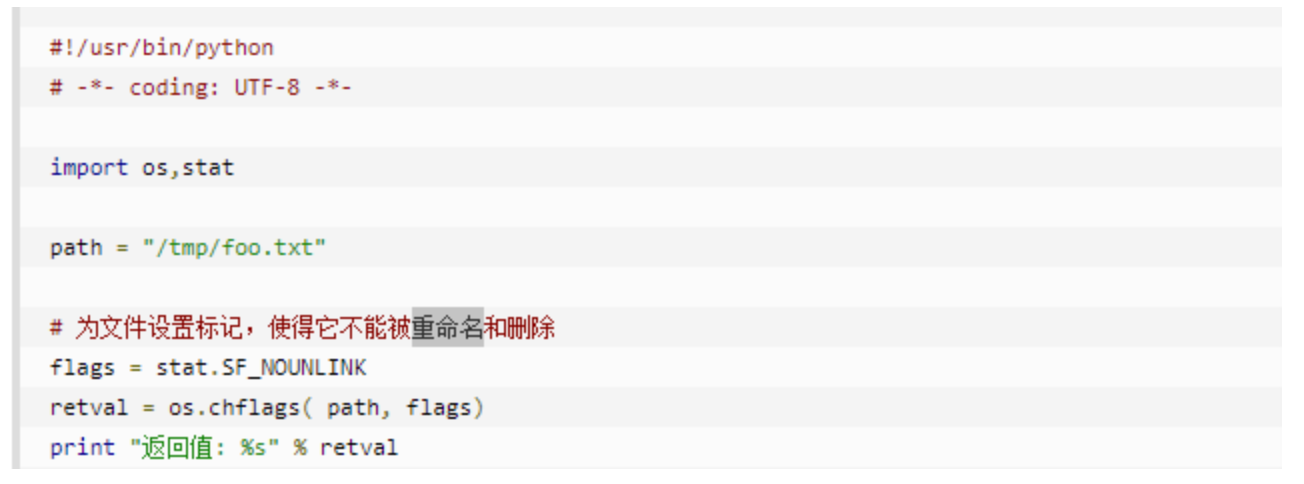 #!/usr/bin/python
# -*- coding: UTF-8 -*-
import os,stat
path = "/tmp/foo.txt"
# 为文件设置标记，使得它不能被重命名和删除
flags = stat.SF_NOUNLINK
retval = os.chflags( path, flags)
print "返回值: %s" % retval